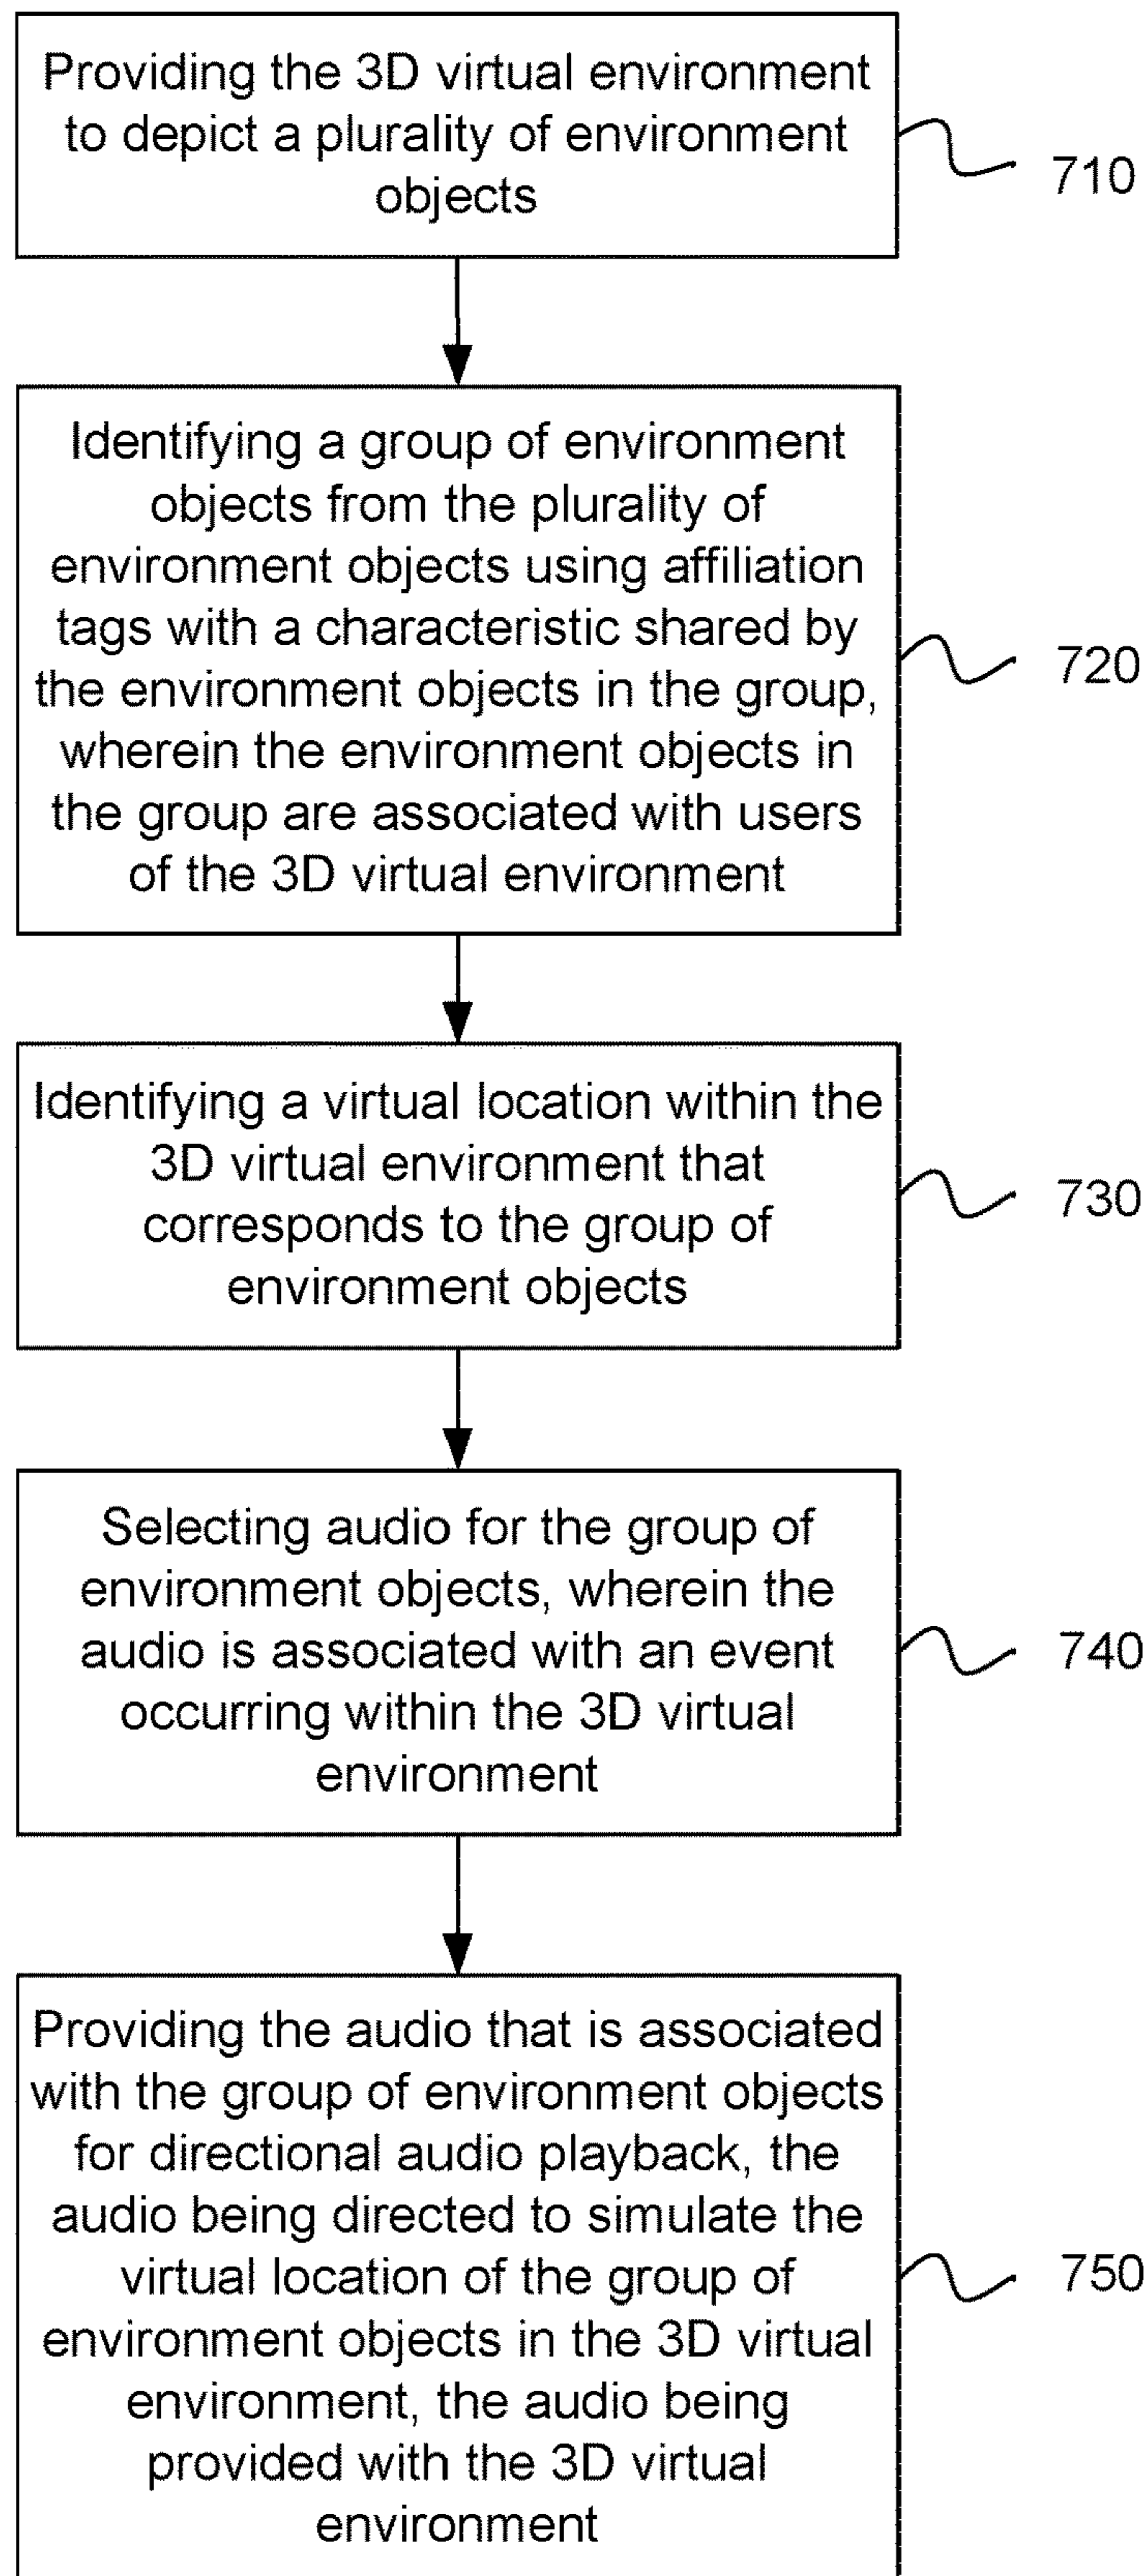 Providing the 3D virtual environment
to depict a plurality of environment
objects
710
Identifying a group of environment
objects from the plurality of
environment objects using affiliation
tags with a characteristic shared by
the environment objects in the group,
wherein the environment objects in
the group are associated with users
of the 3D virtual environment
720
Identifying a virtual location within the
3D virtual environment that
corresponds to the group of
environment objects
730
Selecting audio for the group of
environment objects, wherein the
audio is associated with an event
occurring within the 3D virtual
environment
740
Providing the audio that is associated
with the group of environment objects
for directional audio playback, the
audio being directed to simulate the
virtual location of the group of
environment objects in the 3D virtual
environment, the audio being
provided with the 3D virtual
environment
750